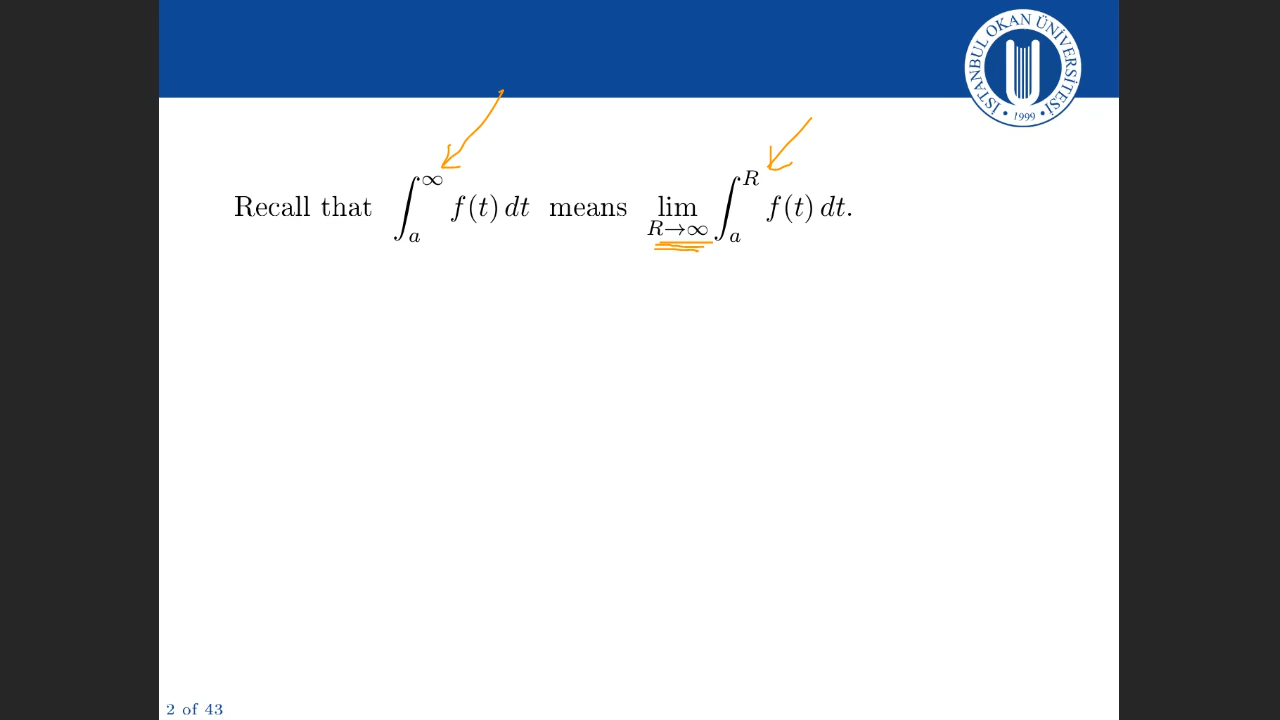 İSTANBUL OKAN ÜNİVERSİTESİ
• 1999 •
Recall that ∫_a^∞ f(t) dt means lim_{R→∞} ∫_a^R f(t) dt.
2 of 43